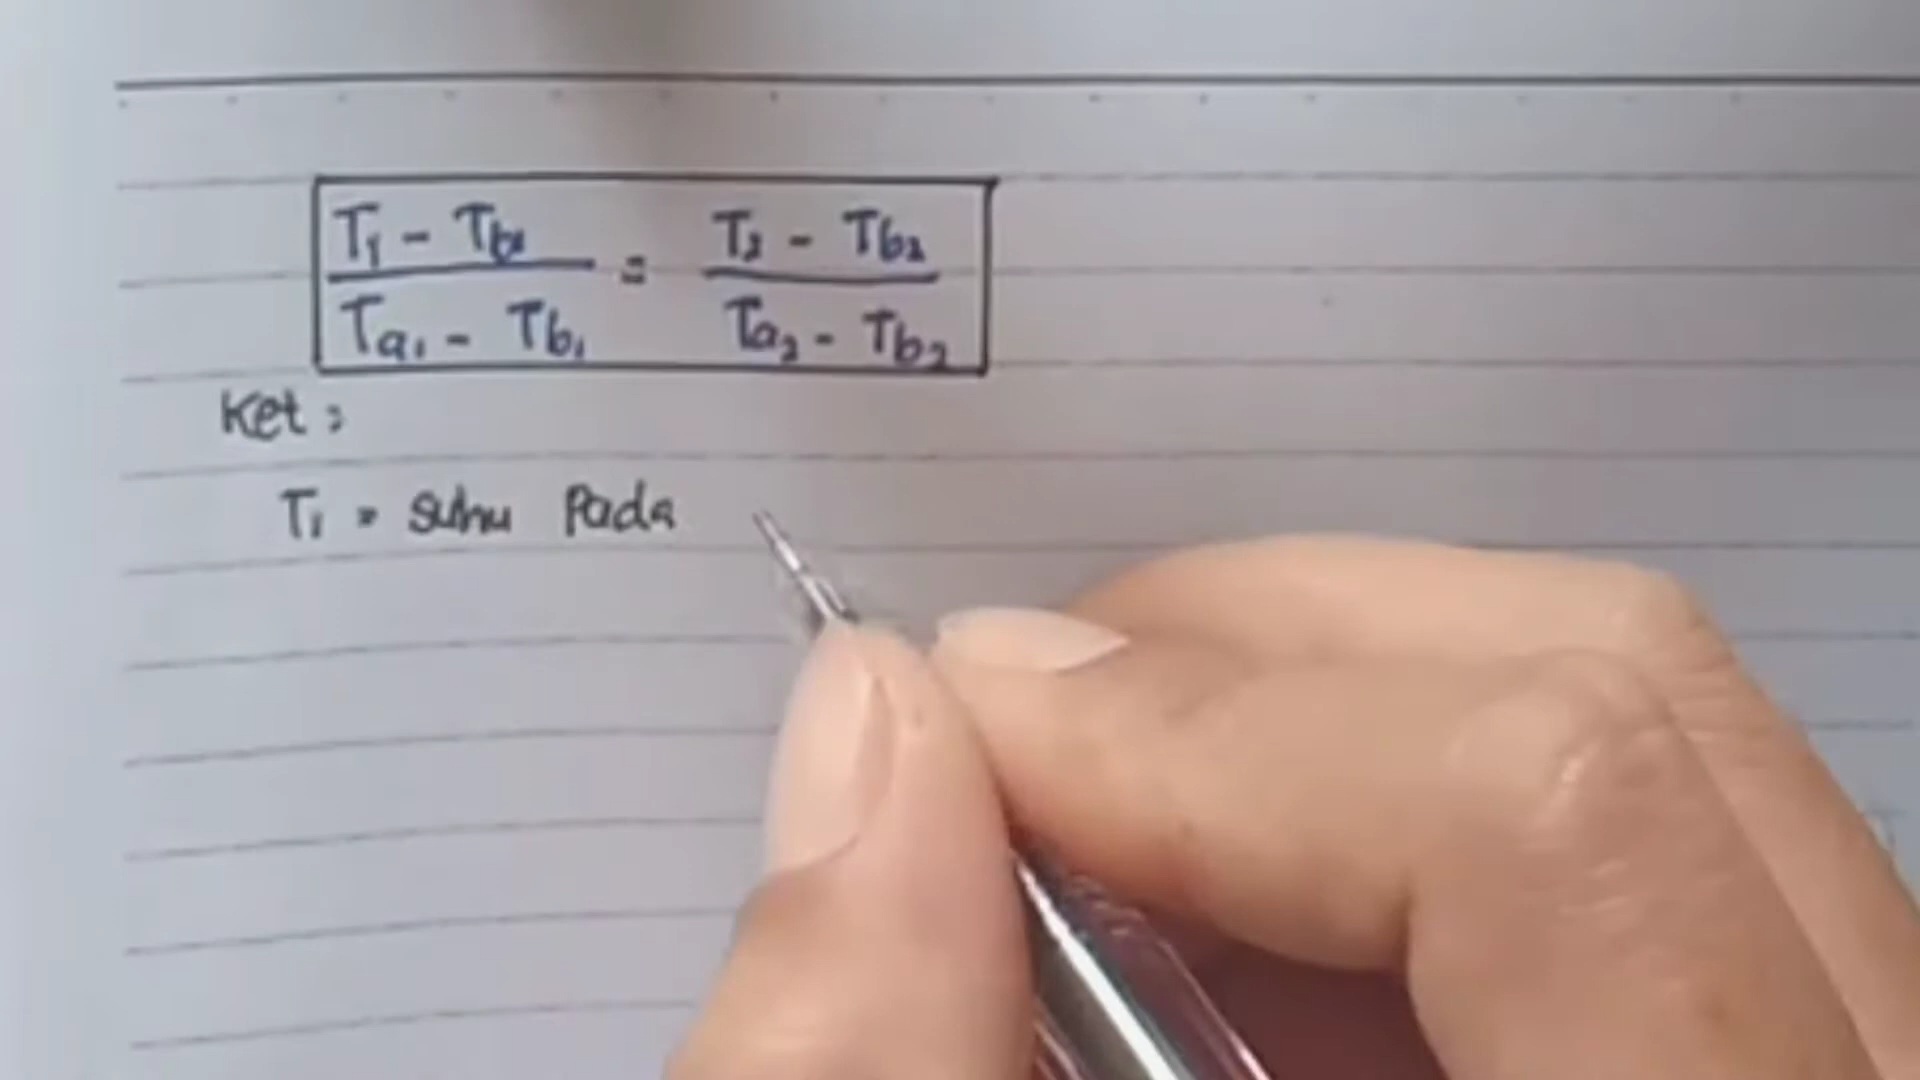 T₁ - Tb₁ = T₂ - Tb₂
Ta₁ - Tb₁   Ta₂ - Tb₂
Ket :
T₁ = suhu Pada